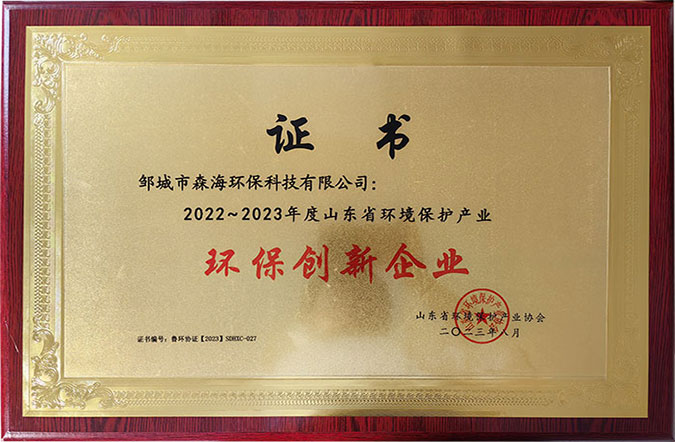 证 书
邹城市森海环保科技有限公司：
2022~2023年度山东省环境保护产业
环保创新企业
山东省环境保护产业协会
二〇二三年八月
证书编号：鲁环协证【2023】SDHXC-027